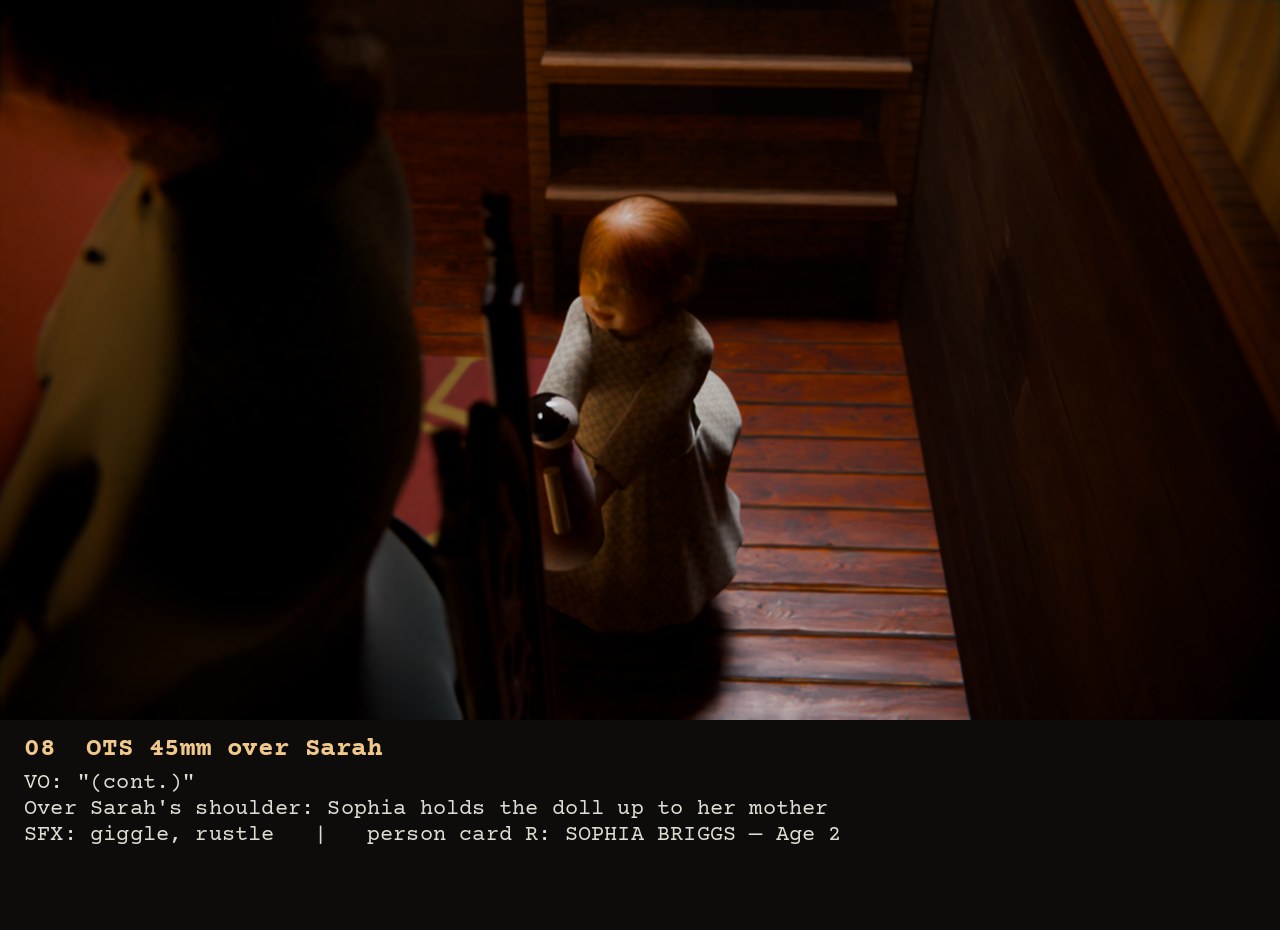 08  OTS 45mm over Sarah
VO: "(cont.)"
Over Sarah's shoulder: Sophia holds the doll up to her mother
SFX: giggle, rustle   |   person card R: SOPHIA BRIGGS — Age 2